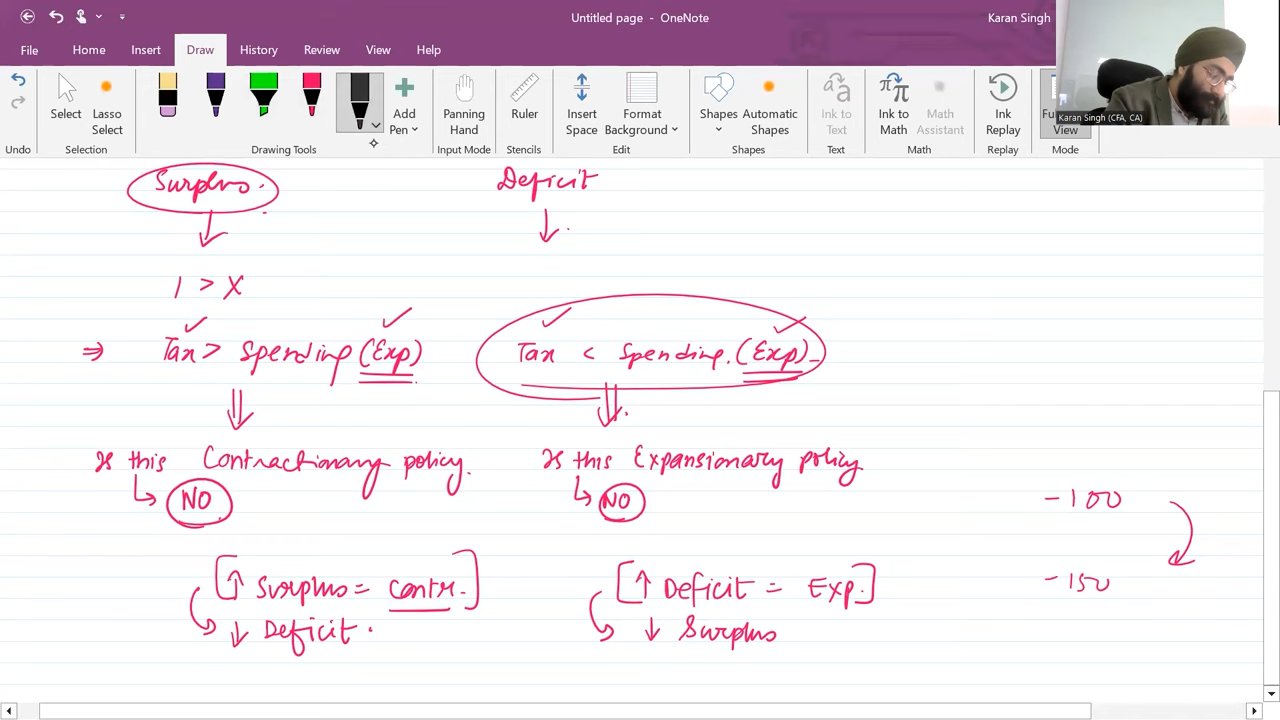 Untitled page - OneNote
Karan Singh
File Home Insert Draw History Review View Help
Select Lasso Select Add Pen Panning Hand Ruler Insert Space Format Background Shapes Automatic Shapes Ink to Text Ink to Math Math Assistant Ink Replay View
Karan Singh (CFA, CA)
Undo Selection Drawing Tools Input Mode Stencils Edit Shapes Text Math Replay Mode
Surplus. Deficit
I > X
⇒ Tax > Spending (Exp) Tax < Spending. (Exp)
Is this Contractionary policy. Is this Expansionary policy
NO NO
-100
[↑ Surplus = Contr.] [↑ Deficit = Exp.]
-150
↓ Deficit. ↓ Surplus